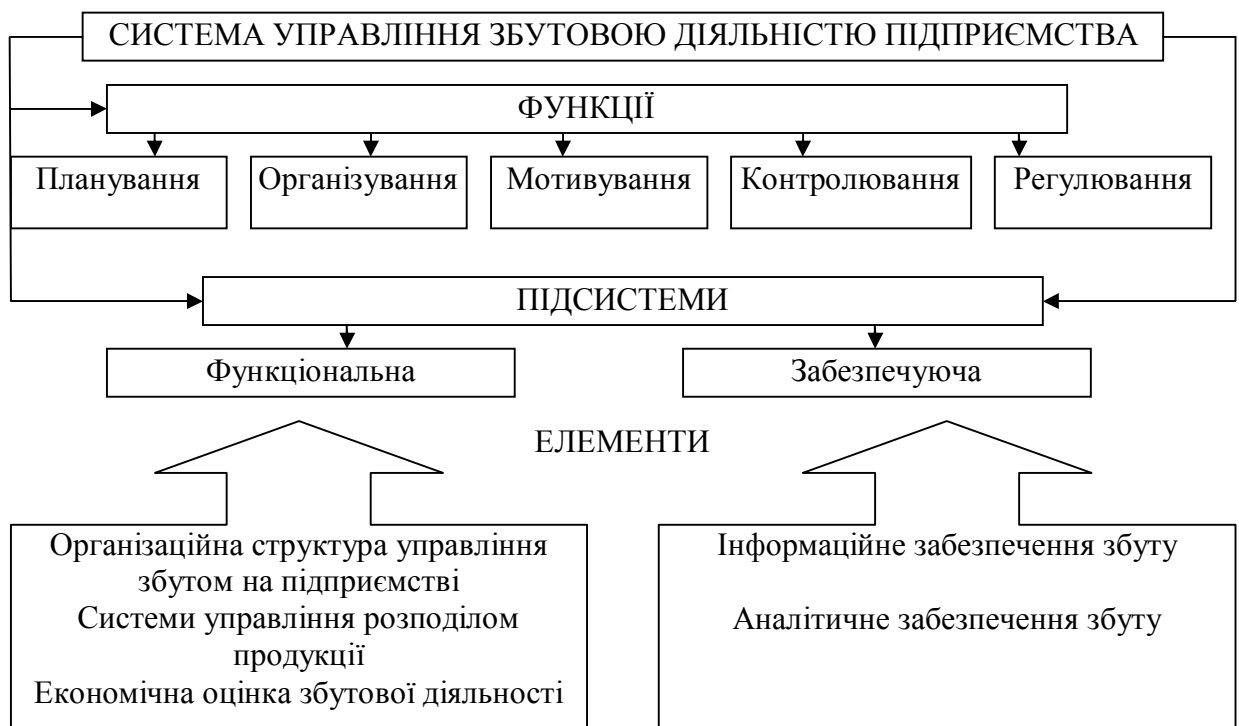 СИСТЕМА УПРАВЛІННЯ ЗБУТОВОЮ ДІЯЛЬНІСТЮ ПІДПРИЄМСТВА
ФУНКЦІЇ
Планування
Організування
Мотивування
Контролювання
Регулювання
ПІДСИСТЕМИ
Функціональна
Забезпечуюча
ЕЛЕМЕНТИ
Організаційна структура управління
збутом на підприємстві
Системи управління розподілом
продукції
Економічна оцінка збутової діяльності
Інформаційне забезпечення збуту
Аналітичне забезпечення збуту